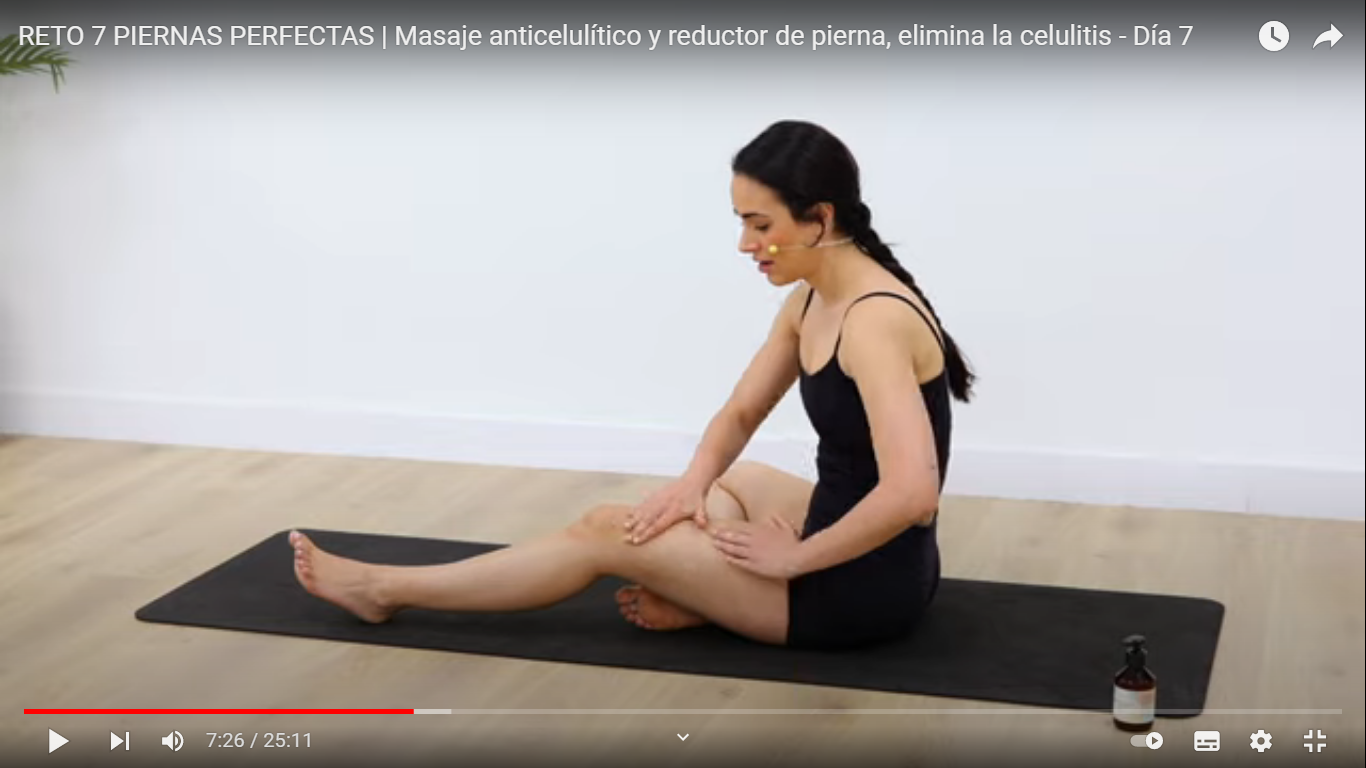 RETO 7 PIERNAS PERFECTAS | Masaje anticelulítico y reductor de pierna, elimina la celulitis - Día 7
7:26 / 25:11